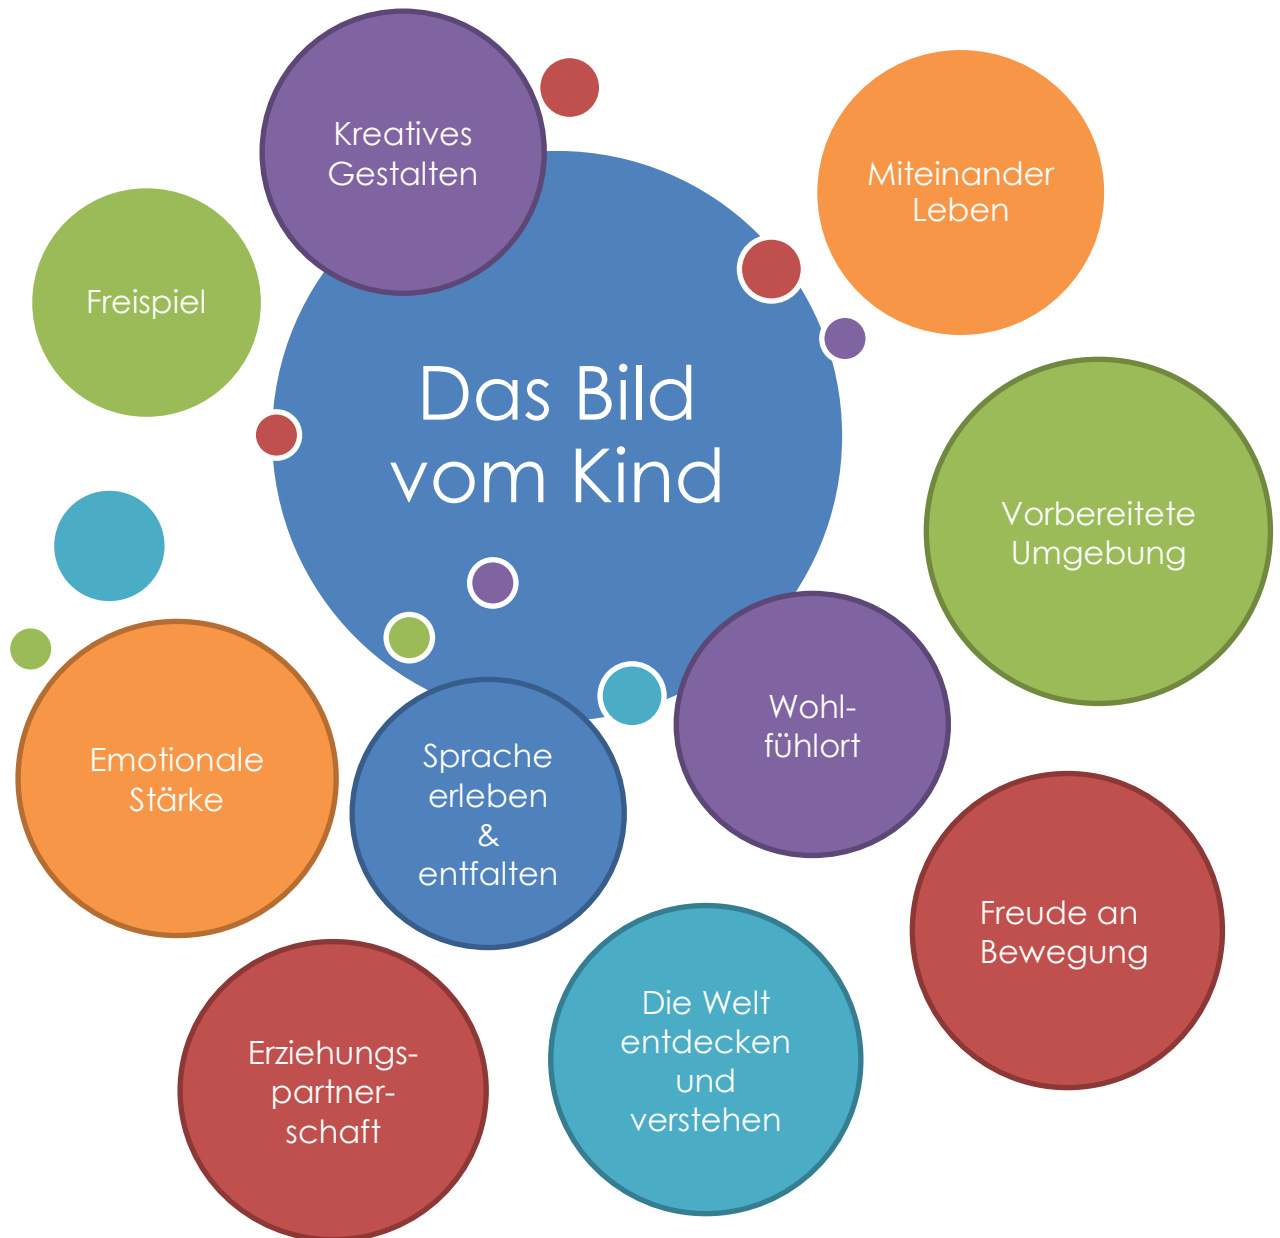 Kreatives
Gestalten
Miteinander
Leben
Freispiel
Das Bild
vom Kind
Vorbereitete
Umgebung
Wohl-
fühlort
Emotionale
Stärke
Sprache
erleben
&
entfalten
Freude an
Bewegung
Die Welt
entdecken
und
verstehen
Erziehungs-
partner-
schaft